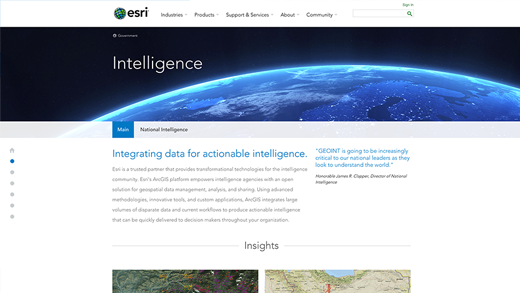 Sign In
esri
Industries Products Support & Services About Community
Government
Intelligence
Main National Intelligence
Integrating data for actionable intelligence.
Esri is a trusted partner that provides transformational technologies for the intelligence
community. Esri's ArcGIS platform empowers intelligence agencies with an open
solution for geospatial data management, analysis, and sharing. Using advanced
methodologies, innovative tools, and custom applications, ArcGIS integrates large
volumes of disparate data and current workflows to produce actionable intelligence
that can be quickly delivered to decision makers throughout your organization.
"GEOINT is going to be increasingly
critical to our national leaders as they
look to understand the world."
Honorable James R. Clapper, Director of National
Intelligence
Insights